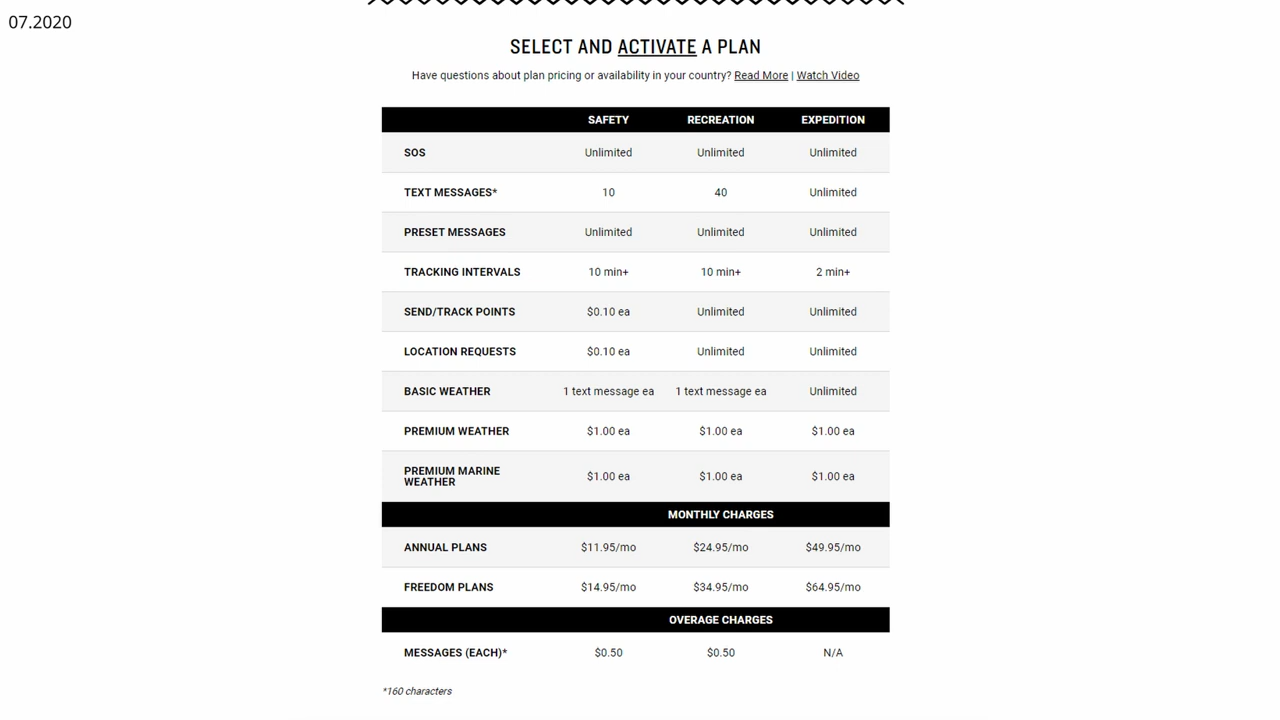 07.2020
SELECT AND ACTIVATE A PLAN
Have questions about plan pricing or availability in your country? Read More | Watch Video
SAFETY RECREATION EXPEDITION
SOS Unlimited Unlimited Unlimited
TEXT MESSAGES* 10 40 Unlimited
PRESET MESSAGES Unlimited Unlimited Unlimited
TRACKING INTERVALS 10 min+ 10 min+ 2 min+
SEND/TRACK POINTS $0.10 ea Unlimited Unlimited
LOCATION REQUESTS $0.10 ea Unlimited Unlimited
BASIC WEATHER 1 text message ea 1 text message ea Unlimited
PREMIUM WEATHER $1.00 ea $1.00 ea $1.00 ea
PREMIUM MARINE
WEATHER $1.00 ea $1.00 ea $1.00 ea
MONTHLY CHARGES
ANNUAL PLANS $11.95/mo $24.95/mo $49.95/mo
FREEDOM PLANS $14.95/mo $34.95/mo $64.95/mo
OVERAGE CHARGES
MESSAGES (EACH)* $0.50 $0.50 N/A
*160 characters